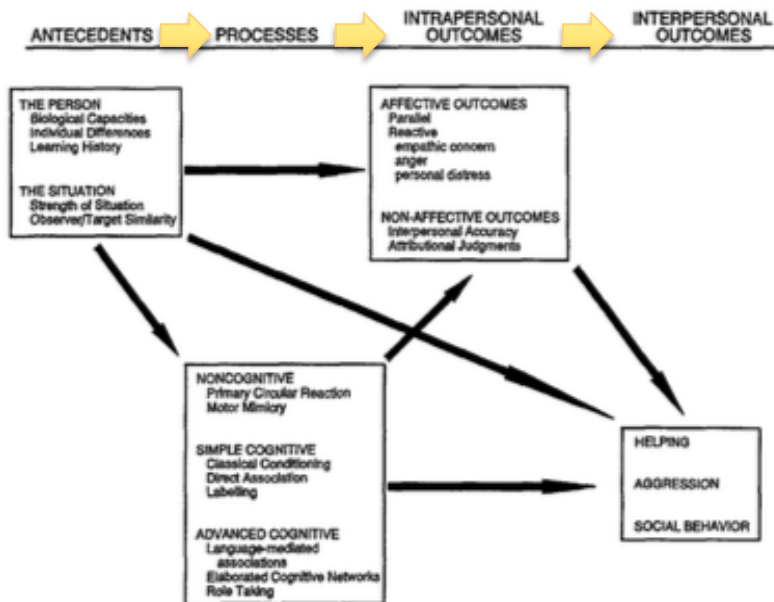 ANTECEDENTS
PROCESSES
INTRAPERSONAL
OUTCOMES
INTERPERSONAL
OUTCOMES
THE PERSON
Biological Capacities
Individual Differences
Learning History
THE SITUATION
Strength of Situation
Observer/Target Similarity
AFFECTIVE OUTCOMES
Parallel
Reactive
empathic concern
anger
personal distress
NON-AFFECTIVE OUTCOMES
Interpersonal Accuracy
Attributional Judgments
NONCOGNITIVE
Primary Circular Reaction
Motor Mimicry
SIMPLE COGNITIVE
Classical Conditioning
Direct Association
Labelling
ADVANCED COGNITIVE
Language-mediated
associations
Elaborated Cognitive Networks
Role Taking
HELPING
AGGRESSION
SOCIAL BEHAVIOR